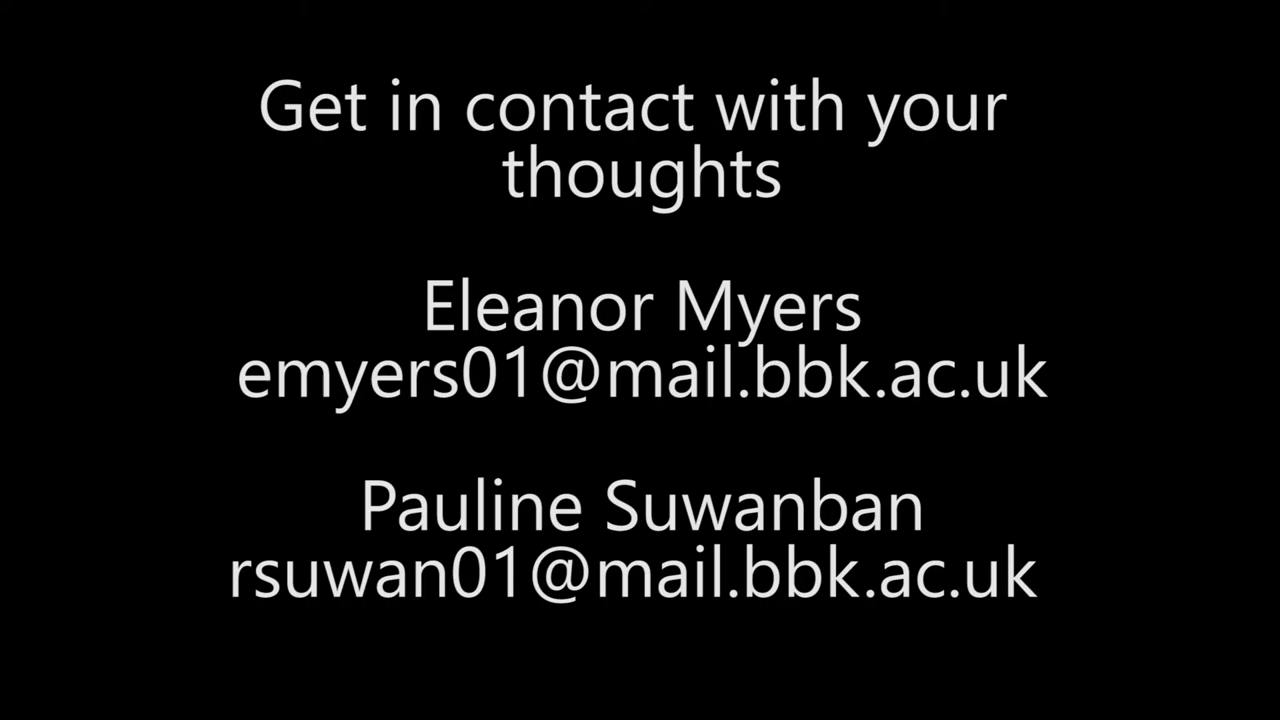 Get in contact with your
thoughts
Eleanor Myers
emyers01@mail.bbk.ac.uk
Pauline Suwanban
rsuwan01@mail.bbk.ac.uk